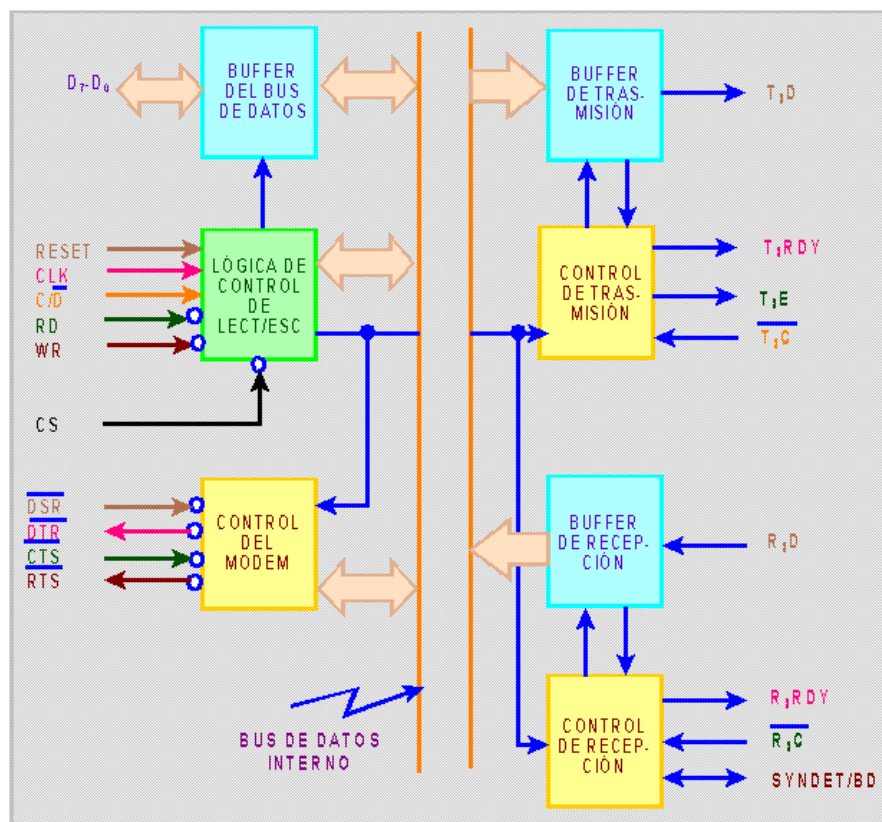 D7-D0
BUFFER
DEL BUS
DE DATOS
BUFFER
DE TRAS-
MISIÓN
TXD
RESET
CLK
C/D
RD
WR
CS
LÓGICA DE
CONTROL
DE
LECT/ESC
CONTROL
DE TRAS-
MISIÓN
TXRDY
TXE
TXC
DSR
DTR
CTS
RTS
CONTROL
DEL
MODEM
BUFFER
DE RECEP-
CIÓN
RXD
BUS DE DATOS
INTERNO
CONTROL
DE RECEP-
CIÓN
RXRDY
RXC
SYNDET/BD